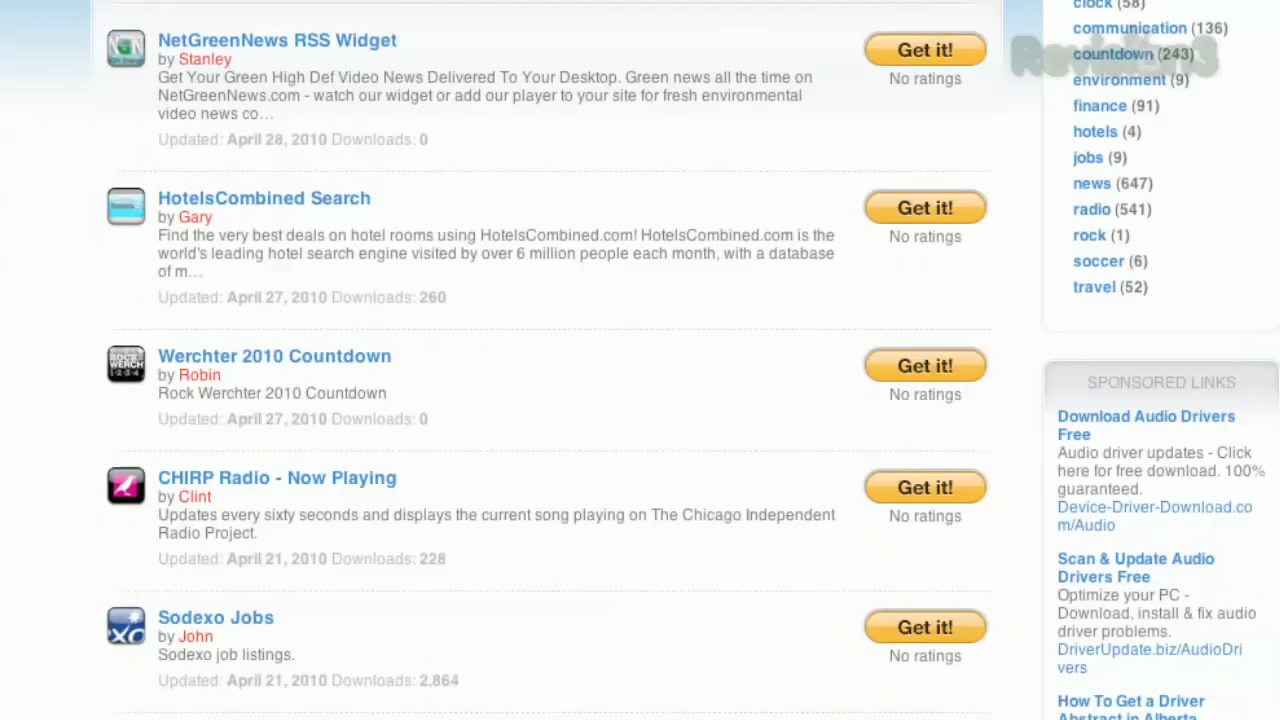 NetGreenNews RSS Widget
by Stanley
Get Your Green High Def Video News Delivered To Your Desktop. Green news all the time on
NetGreenNews.com - watch our widget or add our player to your site for fresh environmental
video news co...
Updated: April 28, 2010 Downloads: 0
Get it!
No ratings
HotelsCombined Search
by Gary
Find the very best deals on hotel rooms using HotelsCombined.com! HotelsCombined.com is the
world's leading hotel search engine visited by over 6 million people each month, with a database
of m...
Updated: April 27, 2010 Downloads: 260
Get it!
No ratings
ROCK
WERCH
Werchter 2010 Countdown
by Robin
Rock Werchter 2010 Countdown
Updated: April 27, 2010 Downloads: 0
Get it!
No ratings
CHIRP Radio - Now Playing
by Clint
Updates every sixty seconds and displays the current song playing on The Chicago Independent
Radio Project.
Updated: April 21, 2010 Downloads: 228
Get it!
No ratings
Sodexo Jobs
by John
Sodexo job listings.
Updated: April 21, 2010 Downloads: 2,864
Get it!
No ratings
clock (58)
communication (136)
countdown (243)
environment (9)
finance (91)
hotels (4)
jobs (9)
news (647)
radio (541)
rock (1)
soccer (6)
travel (52)
SPONSORED LINKS
Download Audio Drivers
Free
Audio driver updates - Click
here for free download. 100%
guaranteed.
Device-Driver-Download.co
m/Audio
Scan & Update Audio
Drivers Free
Optimize your PC -
Download, install & fix audio
driver problems.
DriverUpdate.biz/AudioDri
vers
How To Get a Driver
Abstract in Alberta